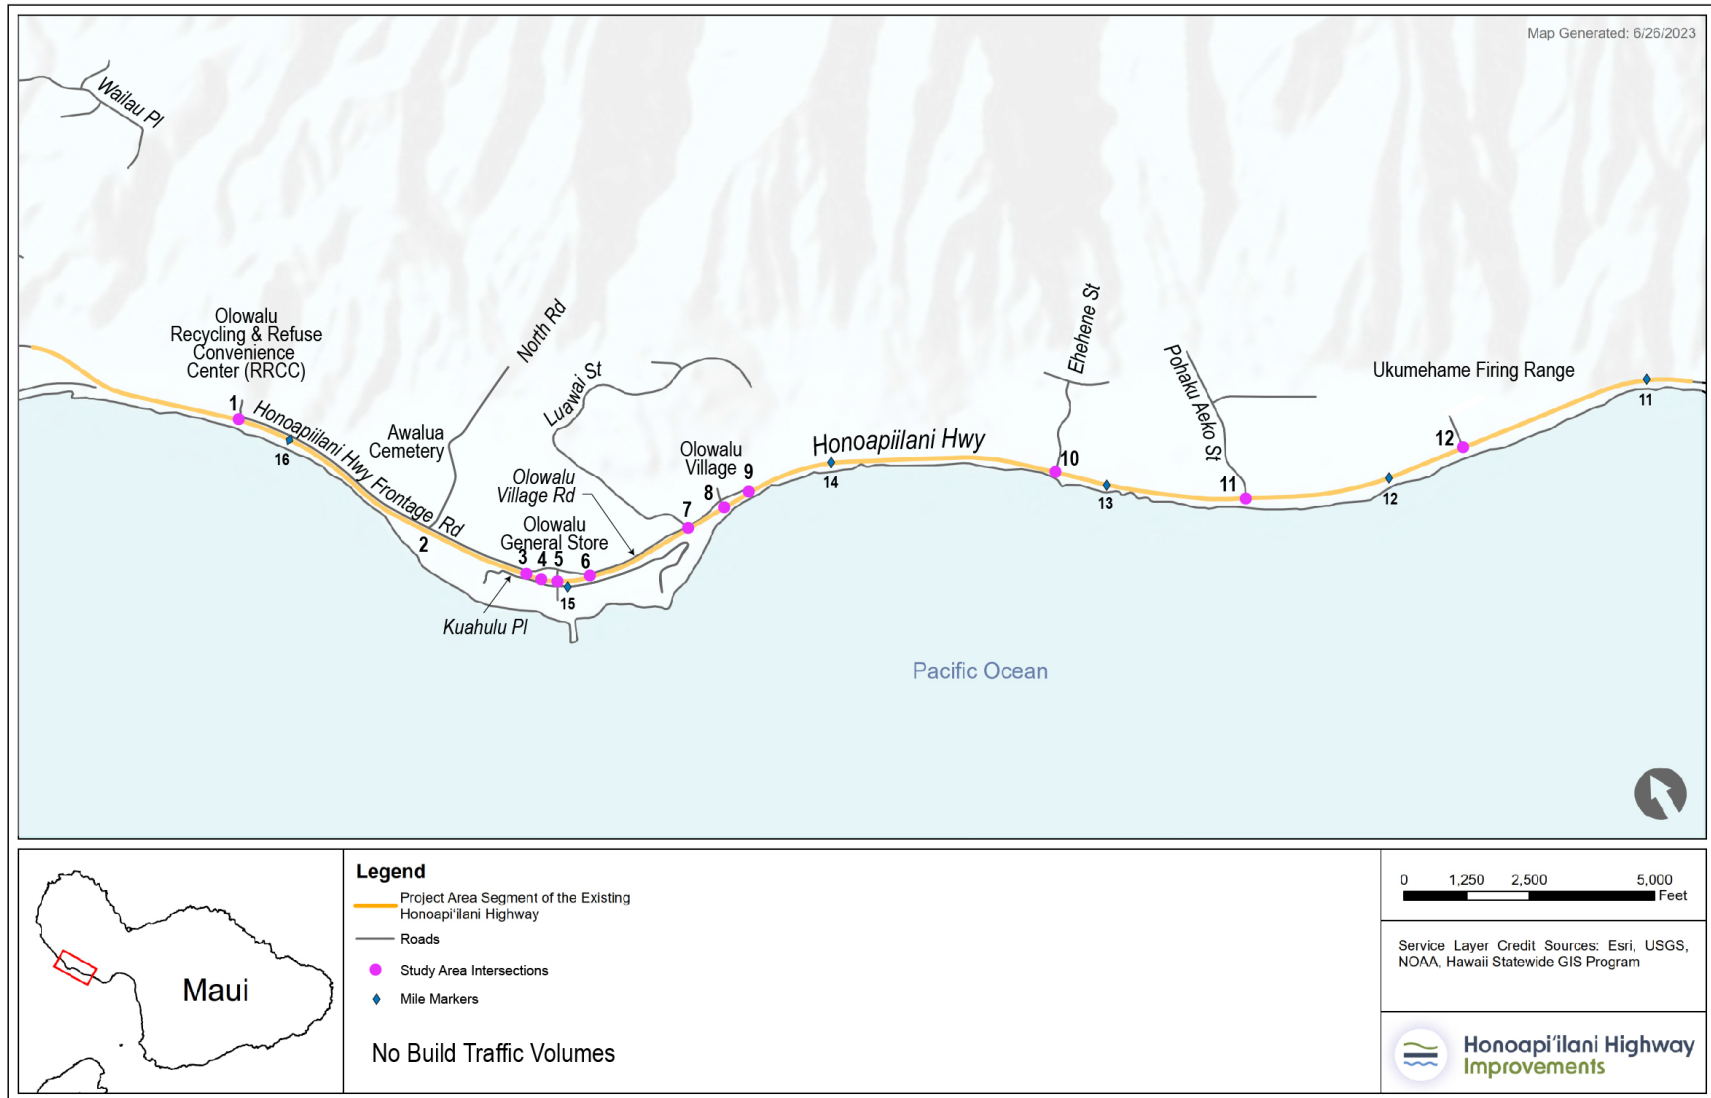 Map Generated: 6/26/2023
Wailau Pl
Olowalu
Recycling & Refuse
Convenience
Center (RRCC)
1
Honoapiilani Hwy Frontage Rd
16
North Rd
Awalua
Cemetery
2
Luawai St
Olowalu
Village Rd
Olowalu
General Store
3
4
5
6
15
Kuahulu Pl
7
Olowalu
Village
8
9
Honoapiilani Hwy
14
Ehehene St
10
13
Pohaku Aeko St
11
12
Ukumehame Firing Range
12
11
Pacific Ocean
Maui
Legend
Project Area Segment of the Existing
Honoapiʻilani Highway
Roads
Study Area Intersections
Mile Markers
No Build Traffic Volumes
0 1,250 2,500 5,000
Feet
Service Layer Credit Sources: Esri, USGS,
NOAA, Hawaii Statewide GIS Program
Honoapiʻilani Highway
Improvements